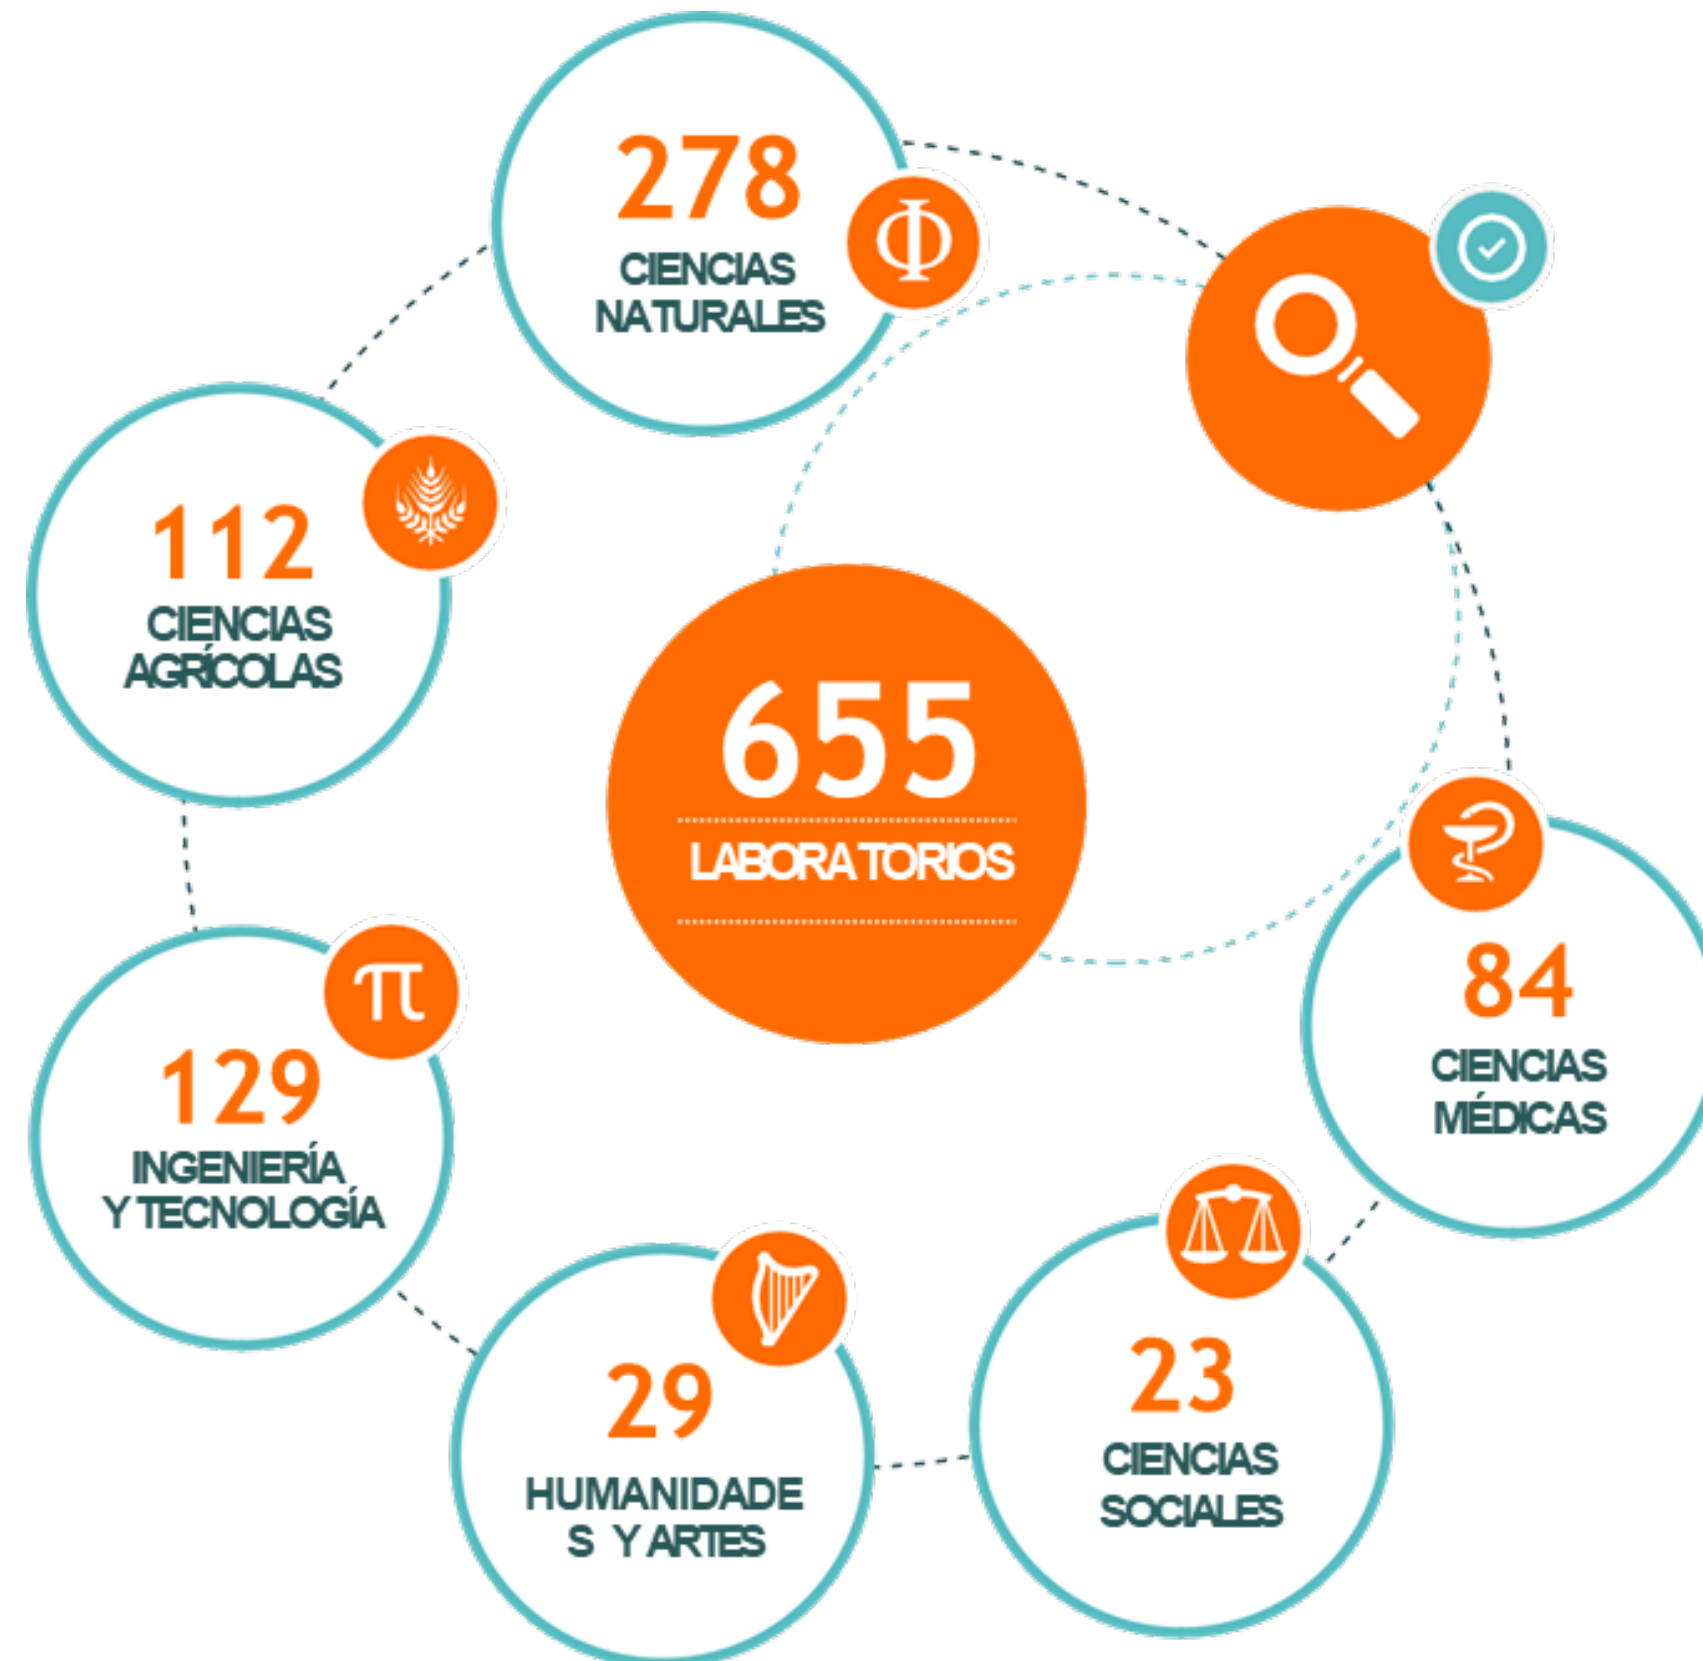 278
CIENCIAS
NATURALES
Φ
112
CIENCIAS
AGRÍCOLAS
655
LABORATORIOS
84
CIENCIAS
MÉDICAS
π
129
INGENIERÍA
Y TECNOLOGÍA
29
HUMANIDADE
S Y ARTES
23
CIENCIAS
SOCIALES